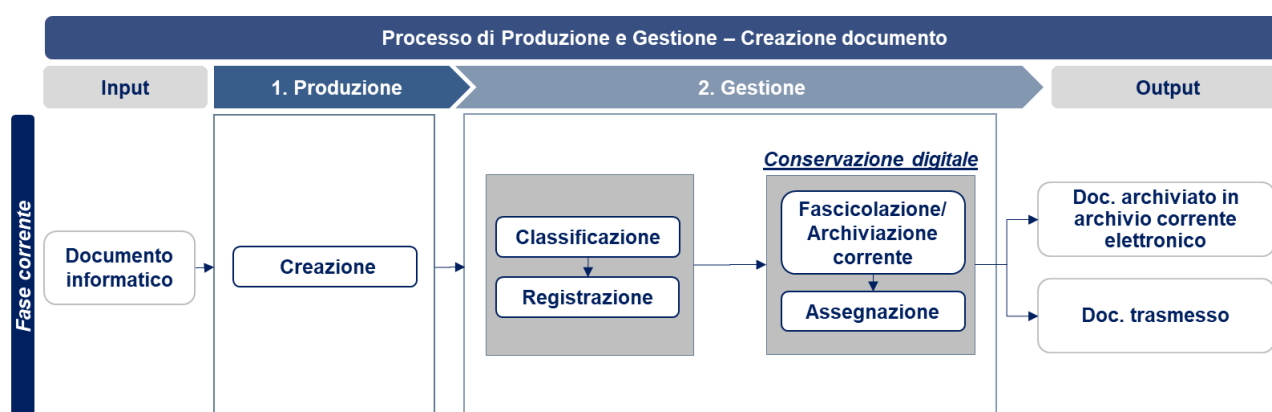 Processo di Produzione e Gestione – Creazione documento
Input
1. Produzione
2. Gestione
Output
Fase corrente
Documento
informatico
Creazione
Classificazione
Registrazione
Conservazione digitale
Fascicolazione/
Archiviazione
corrente
Assegnazione
Doc. archiviato in
archivio corrente
elettronico
Doc. trasmesso